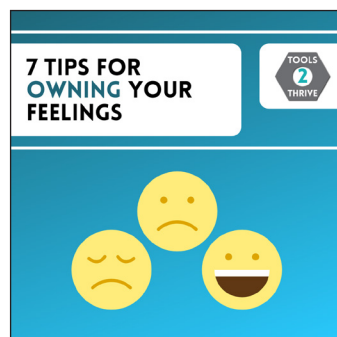 7 TIPS FOR
OWNING YOUR
FEELINGS
TOOLS
2
THRIVE